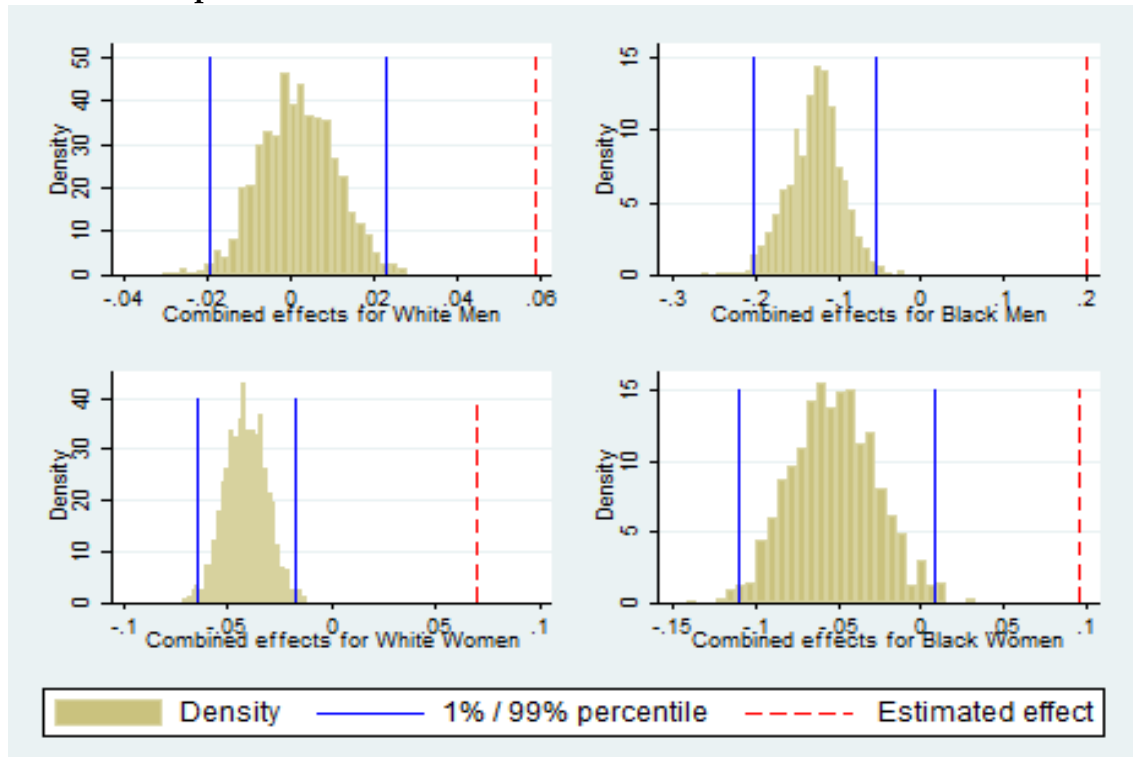 Density
50
40
30
20
10
0
-.04 -.02 0 .02 .04 .06
Combined effects for White Men
Density
15
10
5
0
-.3 -.2 -.1 0 .1 .2
Combined effects for Black Men
Density
40
30
20
10
0
-.1 -.05 0 .05 .1
Combined effects for White Women
Density
15
10
5
0
-.15 -.1 -.05 0 .05 .1
Combined effects for Black Women
Density 1% / 99% percentile Estimated effect